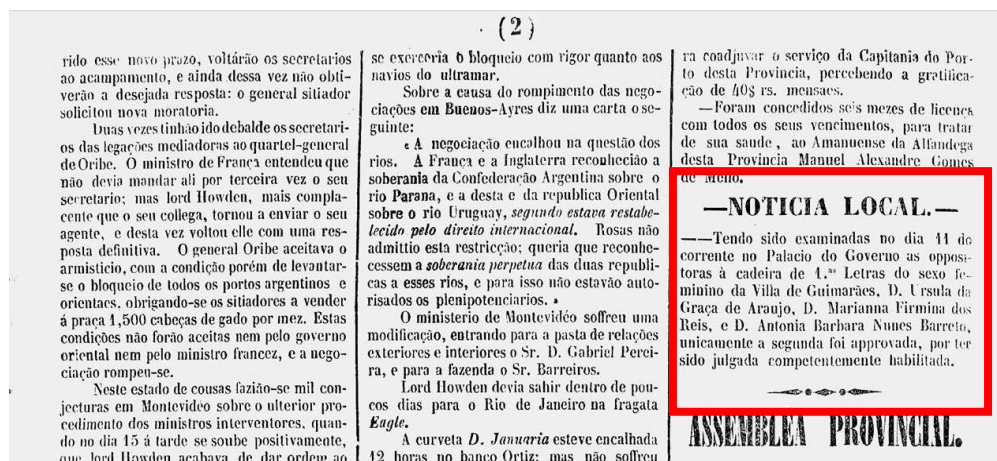 (2)
rido esse novo prazo, voltárão os secretarios
ao acampamento, e ainda dessa vez não obti-
verão a desejada resposta: o general sitiador
solicitou nova moratoria.
Duas vezes tinhão ido debalde os secretari-
os das legações mediadoras ao quartel-general
de Oribe. O ministro de França entendeu que
não devia mandar ali por terceira vez o seu
secretario; mas lord Howden, mais compla-
cente que o seu collega, tornou a enviar o seu
agente, e desta vez voltou elle com uma res-
posta definitiva. O general Oribe aceitava o
armisticio, com a condição porém de levantar-
se o bloqueio de todos os portos argentinos e
orientaes, obrigando-se os sitiadores a vender
á praça 1,500 cabeças de gado por mez. Estas
condições não forão aceitas nem pelo governo
oriental nem pelo ministro francez, e a nego-
ciação rompeu-se.
Neste estado de cousas fazião-se mil con-
jecturas em Montevidéo sobre o ulterior pro-
cedimento dos ministros interventores, quan-
do no dia 15 á tarde se soube positivamente,
que lord Howden acabava de dar ordem ao
se exerceria o bloqueio com rigor quanto aos
navios do ultramar.
Sobre a causa do rompimento das nego-
ciações em Buenos-Ayres diz uma carta o se-
guinte:
« A negociação encalhou na questão dos
rios. A França e a Inglaterra reconhecião a
soberania da Confederação Argentina sobre o
rio Parana, e a desta e da republica Oriental
sobre o rio Uruguay, segundo estava restabe-
lecido pelo direito internacional. Rosas não
admittio esta restricção; queria que reconhe-
cessem a soberania perpetua das duas republi-
cas a esses rios, e para isso não estavão auto-
risados os plenipotenciarios. »
O ministerio de Montevidéo soffreu uma
modificação, entrando para a pasta de relações
exteriores e interiores o Sr. D. Gabriel Perei-
ra, e para a fazenda o Sr. Barreiros.
Lord Howden devia sahir dentro de pou-
cos dias para o Rio de Janeiro na fragata
Eagle.
A curveta D. Januaria esteve encalhada
12 horas no banco Ortiz; mas não soffreu
ra coadjuvar o serviço da Capitania do Por-
to desta Provincia, percebendo a gratifica-
ção de 40$ rs. mensaes.
—Foram concedidos seis mezes de licença
com todos os seus vencimentos, para tratar
de sua saude, ao Amanuense da Alfandega
desta Provincia Manuel Alexandre Gomes
de Mello.
—NOTICIA LOCAL.—
——Tendo sido examinadas no dia 11 do
corrente no Palacio do Governo as opposi-
toras à cadeira de 1.as Letras do sexo fe-
minino da Villa de Guimarães, D. Ursula da
Graça de Araujo, D. Marianna Firmina dos
Reis, e D. Antonia Barbara Nunes Barreto,
unicamente a segunda foi approvada, por ter
sido julgada competentemente habilitada.
ASSEMBLEA PROVINCIAL.